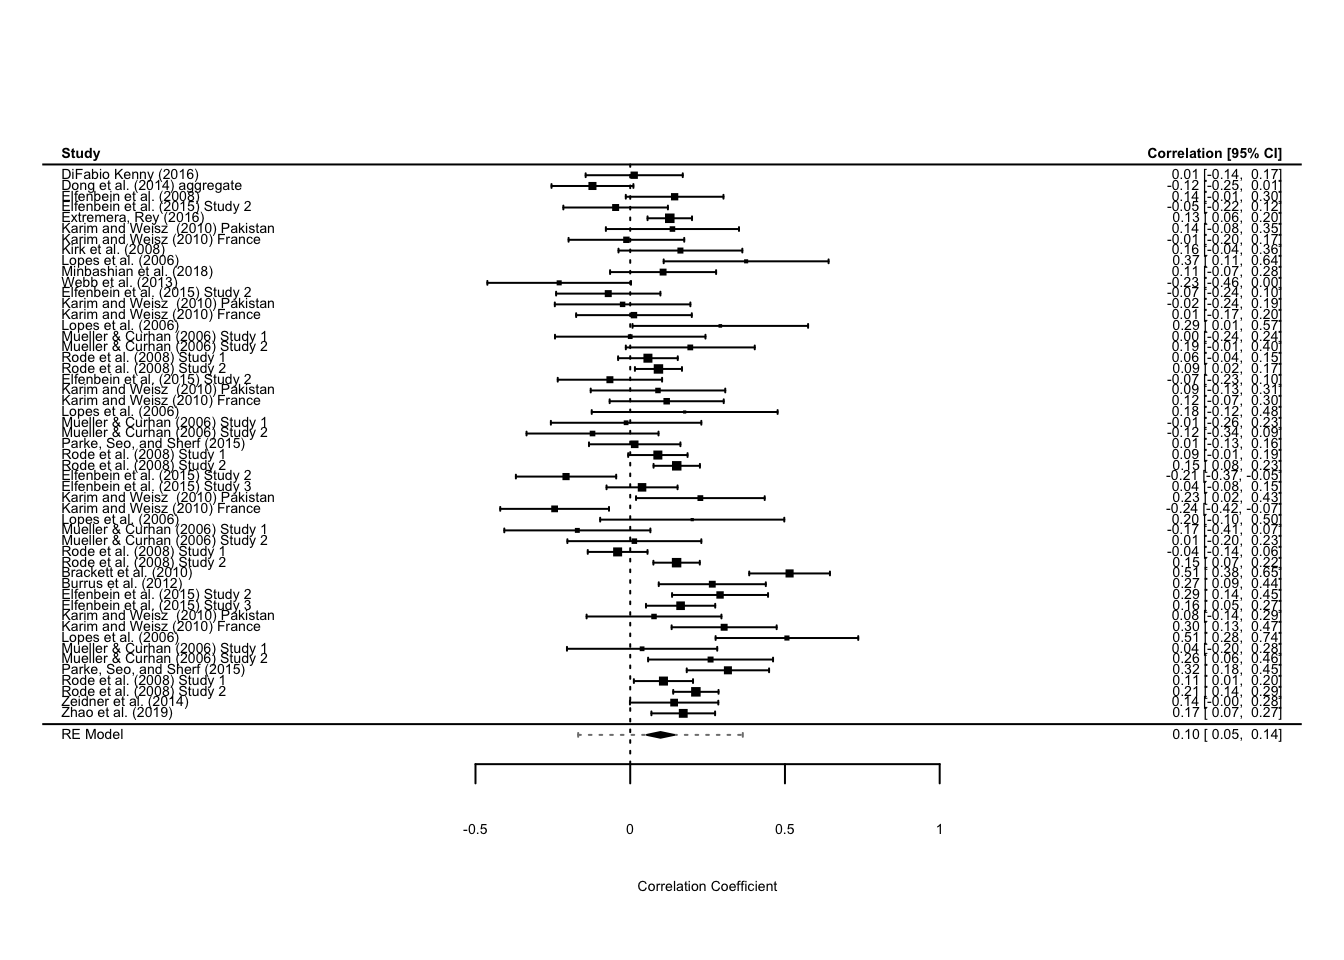 Study Correlation [95% CI]
DiFabio Kenny (2016) 0.01 [-0.14, 0.17]
Dong et al. (2014) aggregate -0.12 [-0.25, 0.01]
Elfenbein et al. (2008) 0.14 [-0.01, 0.30]
Elfenbein et al. (2015) Study 2 -0.05 [-0.22, 0.12]
Extremera, Rey (2016) 0.13 [ 0.06, 0.20]
Karim and Weisz (2010) Pakistan 0.14 [-0.08, 0.35]
Karim and Weisz (2010) France -0.01 [-0.20, 0.17]
Kirk et al. (2008) 0.16 [-0.04, 0.36]
Lopes et al. (2006) 0.37 [ 0.11, 0.64]
Minbashian et al. (2018) 0.11 [-0.07, 0.28]
Webb et al. (2013) -0.23 [-0.46, 0.00]
Elfenbein et al. (2015) Study 2 -0.07 [-0.24, 0.10]
Karim and Weisz (2010) Pakistan -0.02 [-0.24, 0.19]
Karim and Weisz (2010) France 0.01 [-0.17, 0.20]
Lopes et al. (2006) 0.29 [ 0.01, 0.57]
Mueller & Curhan (2006) Study 1 0.00 [-0.24, 0.24]
Mueller & Curhan (2006) Study 2 0.19 [-0.01, 0.40]
Rode et al. (2008) Study 1 0.06 [-0.04, 0.15]
Rode et al. (2008) Study 2 0.09 [ 0.02, 0.17]
Elfenbein et al. (2015) Study 2 -0.07 [-0.23, 0.10]
Karim and Weisz (2010) Pakistan 0.09 [-0.13, 0.31]
Karim and Weisz (2010) France 0.12 [-0.07, 0.30]
Lopes et al. (2006) 0.18 [-0.12, 0.48]
Mueller & Curhan (2006) Study 1 -0.01 [-0.26, 0.23]
Mueller & Curhan (2006) Study 2 -0.12 [-0.34, 0.09]
Parke, Seo, and Sherf (2015) 0.01 [-0.13, 0.16]
Rode et al. (2008) Study 1 0.09 [-0.01, 0.19]
Rode et al. (2008) Study 2 0.15 [ 0.08, 0.23]
Elfenbein et al. (2015) Study 2 -0.21 [-0.37, -0.05]
Elfenbein et al. (2015) Study 3 0.04 [-0.08, 0.15]
Karim and Weisz (2010) Pakistan 0.23 [ 0.02, 0.43]
Karim and Weisz (2010) France -0.24 [-0.42, -0.07]
Lopes et al. (2006) 0.20 [-0.10, 0.50]
Mueller & Curhan (2006) Study 1 -0.17 [-0.41, 0.07]
Mueller & Curhan (2006) Study 2 0.01 [-0.20, 0.23]
Rode et al. (2008) Study 1 -0.04 [-0.14, 0.06]
Rode et al. (2008) Study 2 0.15 [ 0.07, 0.22]
Brackett et al. (2010) 0.51 [ 0.38, 0.65]
Burrus et al. (2012) 0.27 [ 0.09, 0.44]
Elfenbein et al. (2015) Study 2 0.29 [ 0.14, 0.45]
Elfenbein et al. (2015) Study 3 0.16 [ 0.05, 0.27]
Karim and Weisz (2010) Pakistan 0.08 [-0.14, 0.29]
Karim and Weisz (2010) France 0.30 [ 0.13, 0.47]
Lopes et al. (2006) 0.51 [ 0.28, 0.74]
Mueller & Curhan (2006) Study 1 0.04 [-0.20, 0.28]
Mueller & Curhan (2006) Study 2 0.26 [ 0.06, 0.46]
Parke, Seo, and Sherf (2015) 0.32 [ 0.18, 0.45]
Rode et al. (2008) Study 1 0.11 [ 0.01, 0.20]
Rode et al. (2008) Study 2 0.21 [ 0.14, 0.29]
Zeidner et al. (2014) 0.14 [-0.00, 0.28]
Zhao et al. (2019) 0.17 [ 0.07, 0.27]
RE Model 0.10 [ 0.05, 0.14]
-0.5 0 0.5 1
Correlation Coefficient